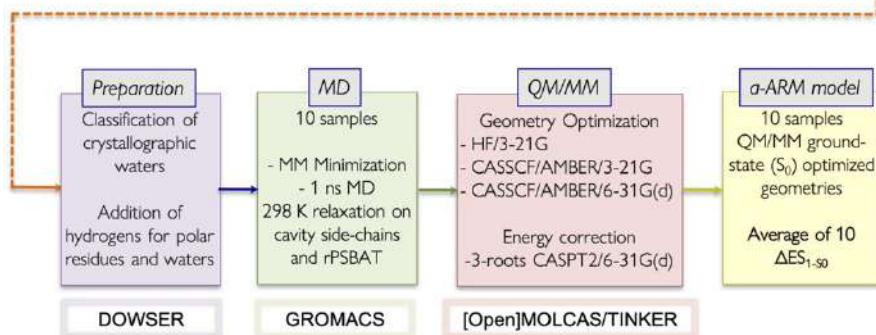 Preparation
Classification of
crystallographic
waters
Addition of
hydrogens for polar
residues and waters
DOWSER
MD
10 samples
- MM Minimization
- 1 ns MD
298 K relaxation on
cavity side-chains
and rPSBAT
GROMACS
QM/MM
Geometry Optimization
- HF/3-21G
- CASSCF/AMBER/3-21G
- CASSCF/AMBER/6-31G(d)
Energy correction
-3-roots CASPT2/6-31G(d)
[Open]MOLCAS/TINKER
a-ARM model
10 samples
QM/MM ground-
state (S₀) optimized
geometries
Average of 10
ΔES₁₋S₀